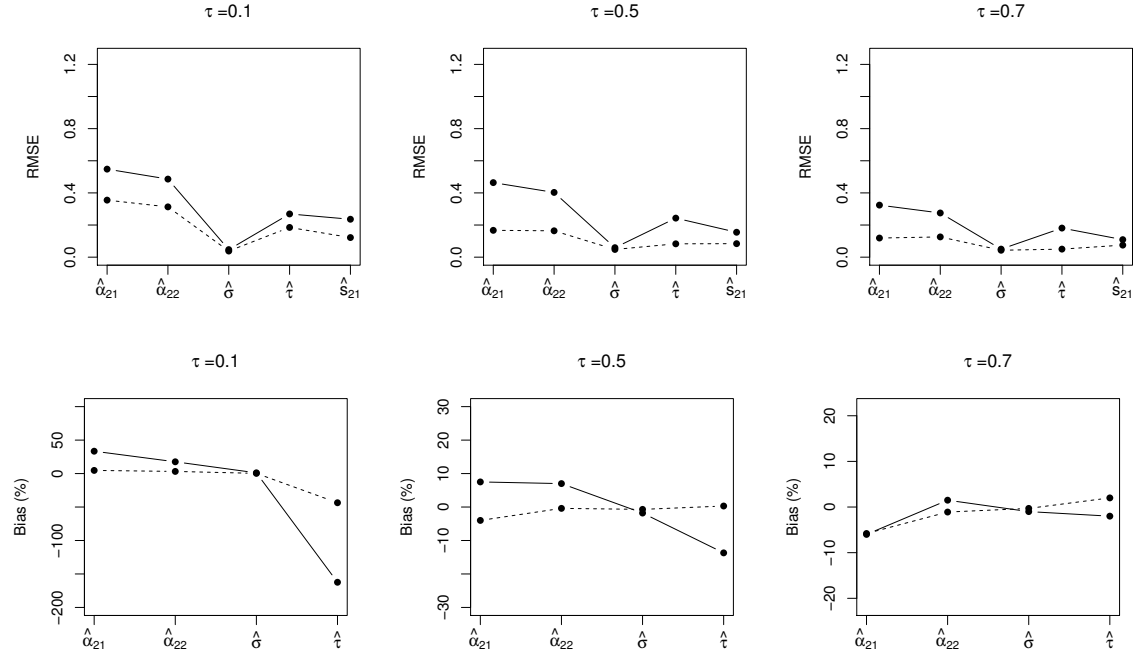 τ =0.1
RMSE
0.0 0.4 0.8 1.2
α̂21 α̂22 σ̂ τ̂ ŝ21
τ =0.5
RMSE
0.0 0.4 0.8 1.2
α̂21 α̂22 σ̂ τ̂ ŝ21
τ =0.7
RMSE
0.0 0.4 0.8 1.2
α̂21 α̂22 σ̂ τ̂ ŝ21
τ =0.1
Bias (%)
−200 −100 0 50
α̂21 α̂22 σ̂ τ̂
τ =0.5
Bias (%)
−30 −10 0 10 20 30
α̂21 α̂22 σ̂ τ̂
τ =0.7
Bias (%)
−20 −10 0 10 20
α̂21 α̂22 σ̂ τ̂